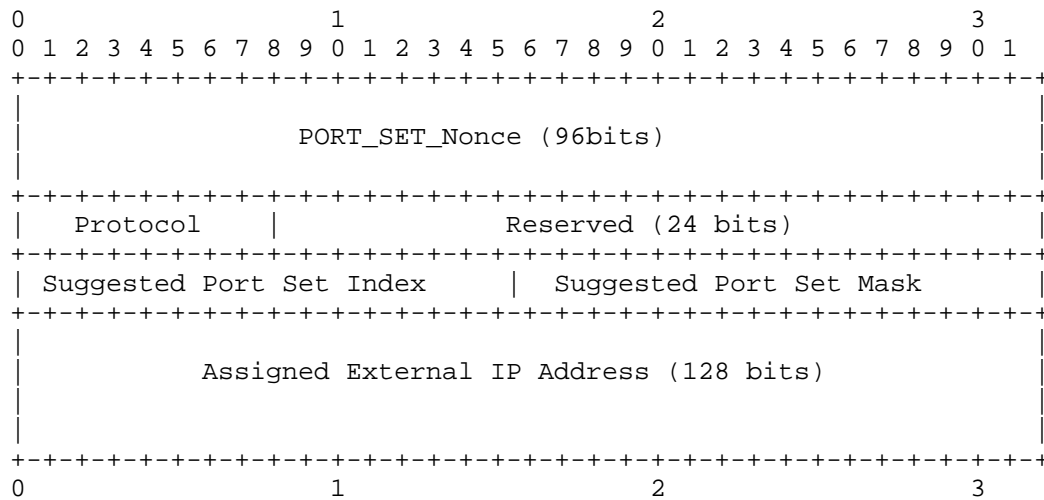 0                   1                   2                   3
0 1 2 3 4 5 6 7 8 9 0 1 2 3 4 5 6 7 8 9 0 1 2 3 4 5 6 7 8 9 0 1
+-+-+-+-+-+-+-+-+-+-+-+-+-+-+-+-+-+-+-+-+-+-+-+-+-+-+-+-+-+-+-+-+
|                                                               |
|                 PORT_SET_Nonce (96bits)                       |
|                                                               |
+-+-+-+-+-+-+-+-+-+-+-+-+-+-+-+-+-+-+-+-+-+-+-+-+-+-+-+-+-+-+-+-+
|   Protocol    |              Reserved (24 bits)               |
+-+-+-+-+-+-+-+-+-+-+-+-+-+-+-+-+-+-+-+-+-+-+-+-+-+-+-+-+-+-+-+-+
| Suggested Port Set Index     |  Suggested Port Set Mask       |
+-+-+-+-+-+-+-+-+-+-+-+-+-+-+-+-+-+-+-+-+-+-+-+-+-+-+-+-+-+-+-+-+
|                                                               |
|           Assigned External IP Address (128 bits)             |
|                                                               |
|                                                               |
+-+-+-+-+-+-+-+-+-+-+-+-+-+-+-+-+-+-+-+-+-+-+-+-+-+-+-+-+-+-+-+-+
0                   1                   2                   3